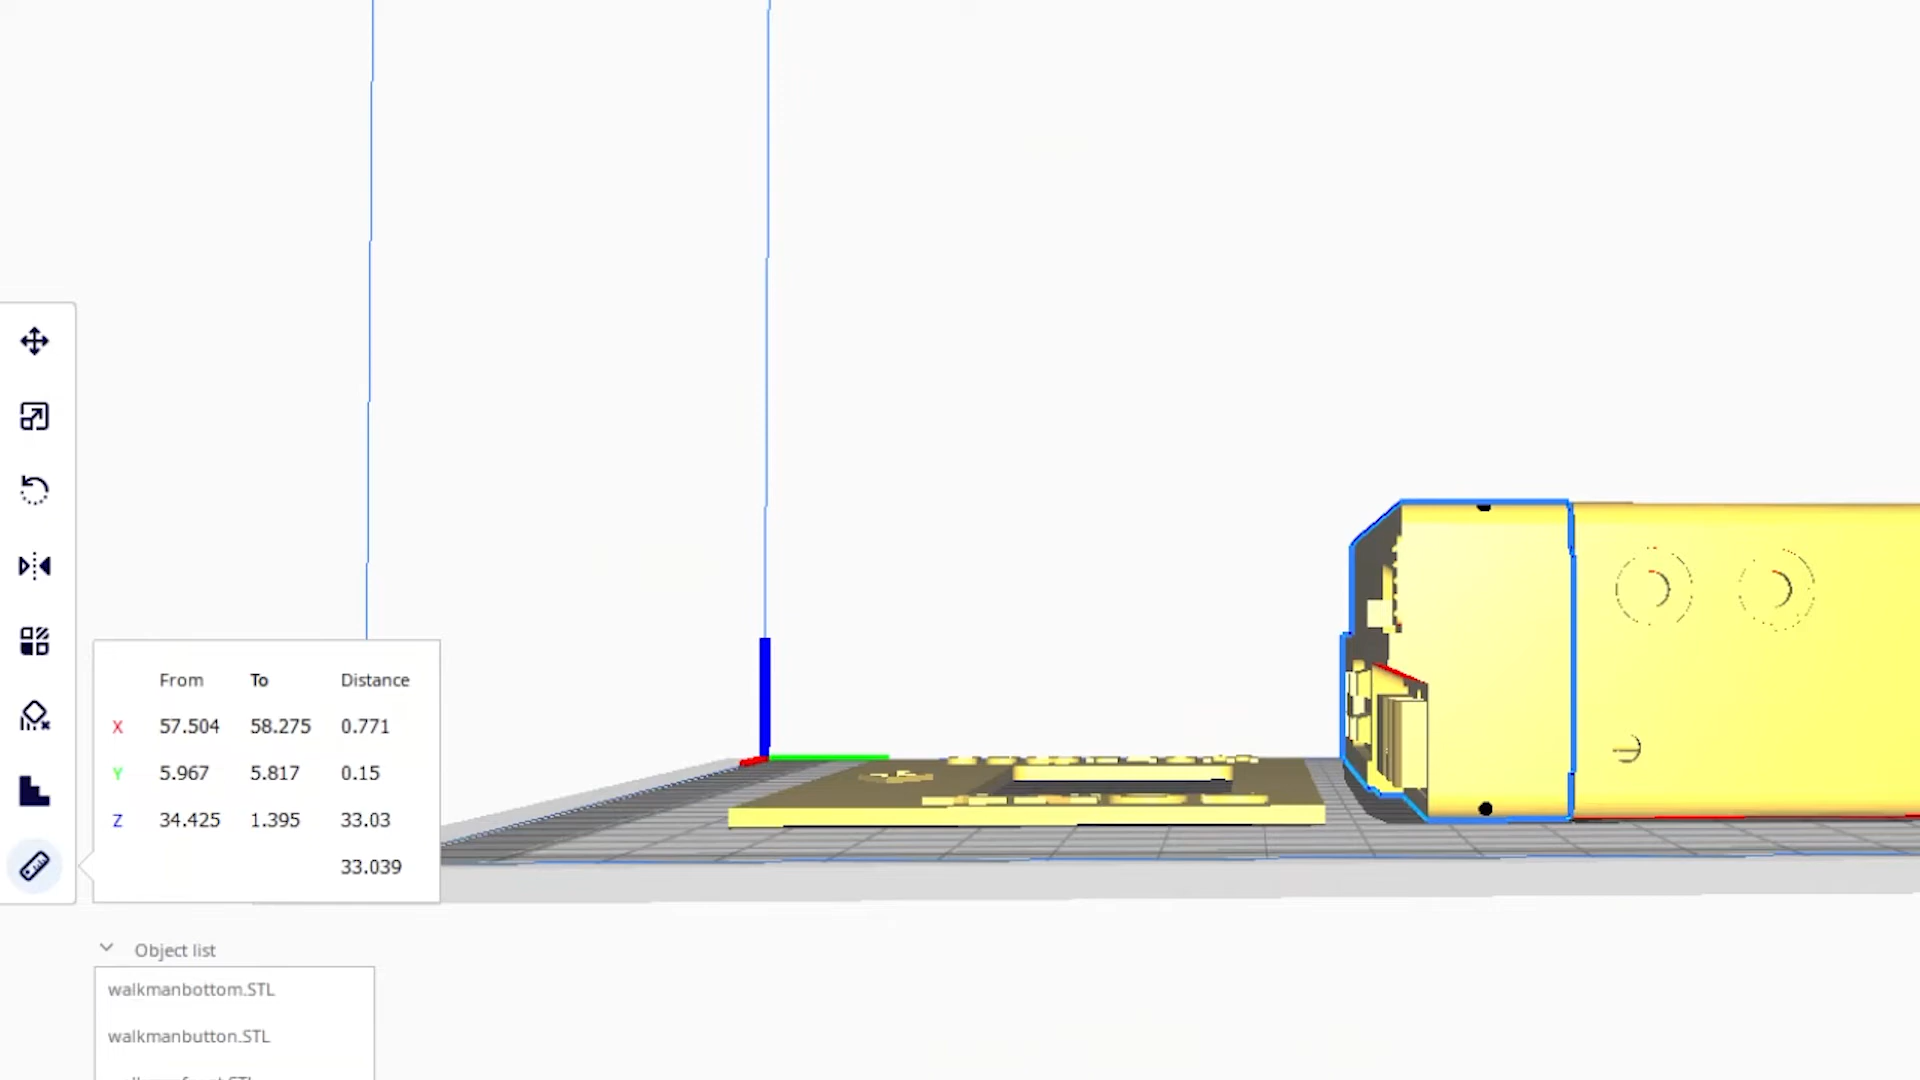 From To Distance
X 57.504 58.275 0.771
Y 5.967 5.817 0.15
Z 34.425 1.395 33.03
33.039
Object list
walkmanbottom.STL
walkmanbutton.STL